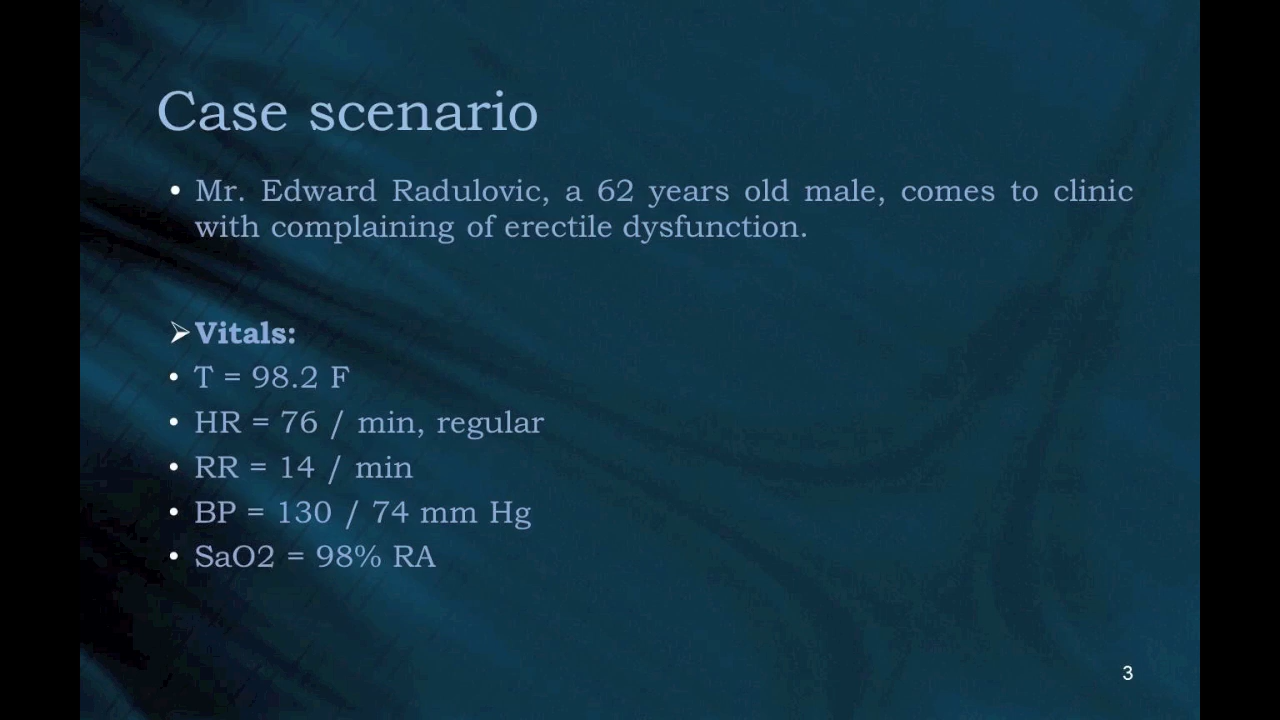 Case scenario
• Mr. Edward Radulovic, a 62 years old male, comes to clinic
with complaining of erectile dysfunction.
➢ Vitals:
• T = 98.2 F
• HR = 76 / min, regular
• RR = 14 / min
• BP = 130 / 74 mm Hg
• SaO2 = 98% RA
3